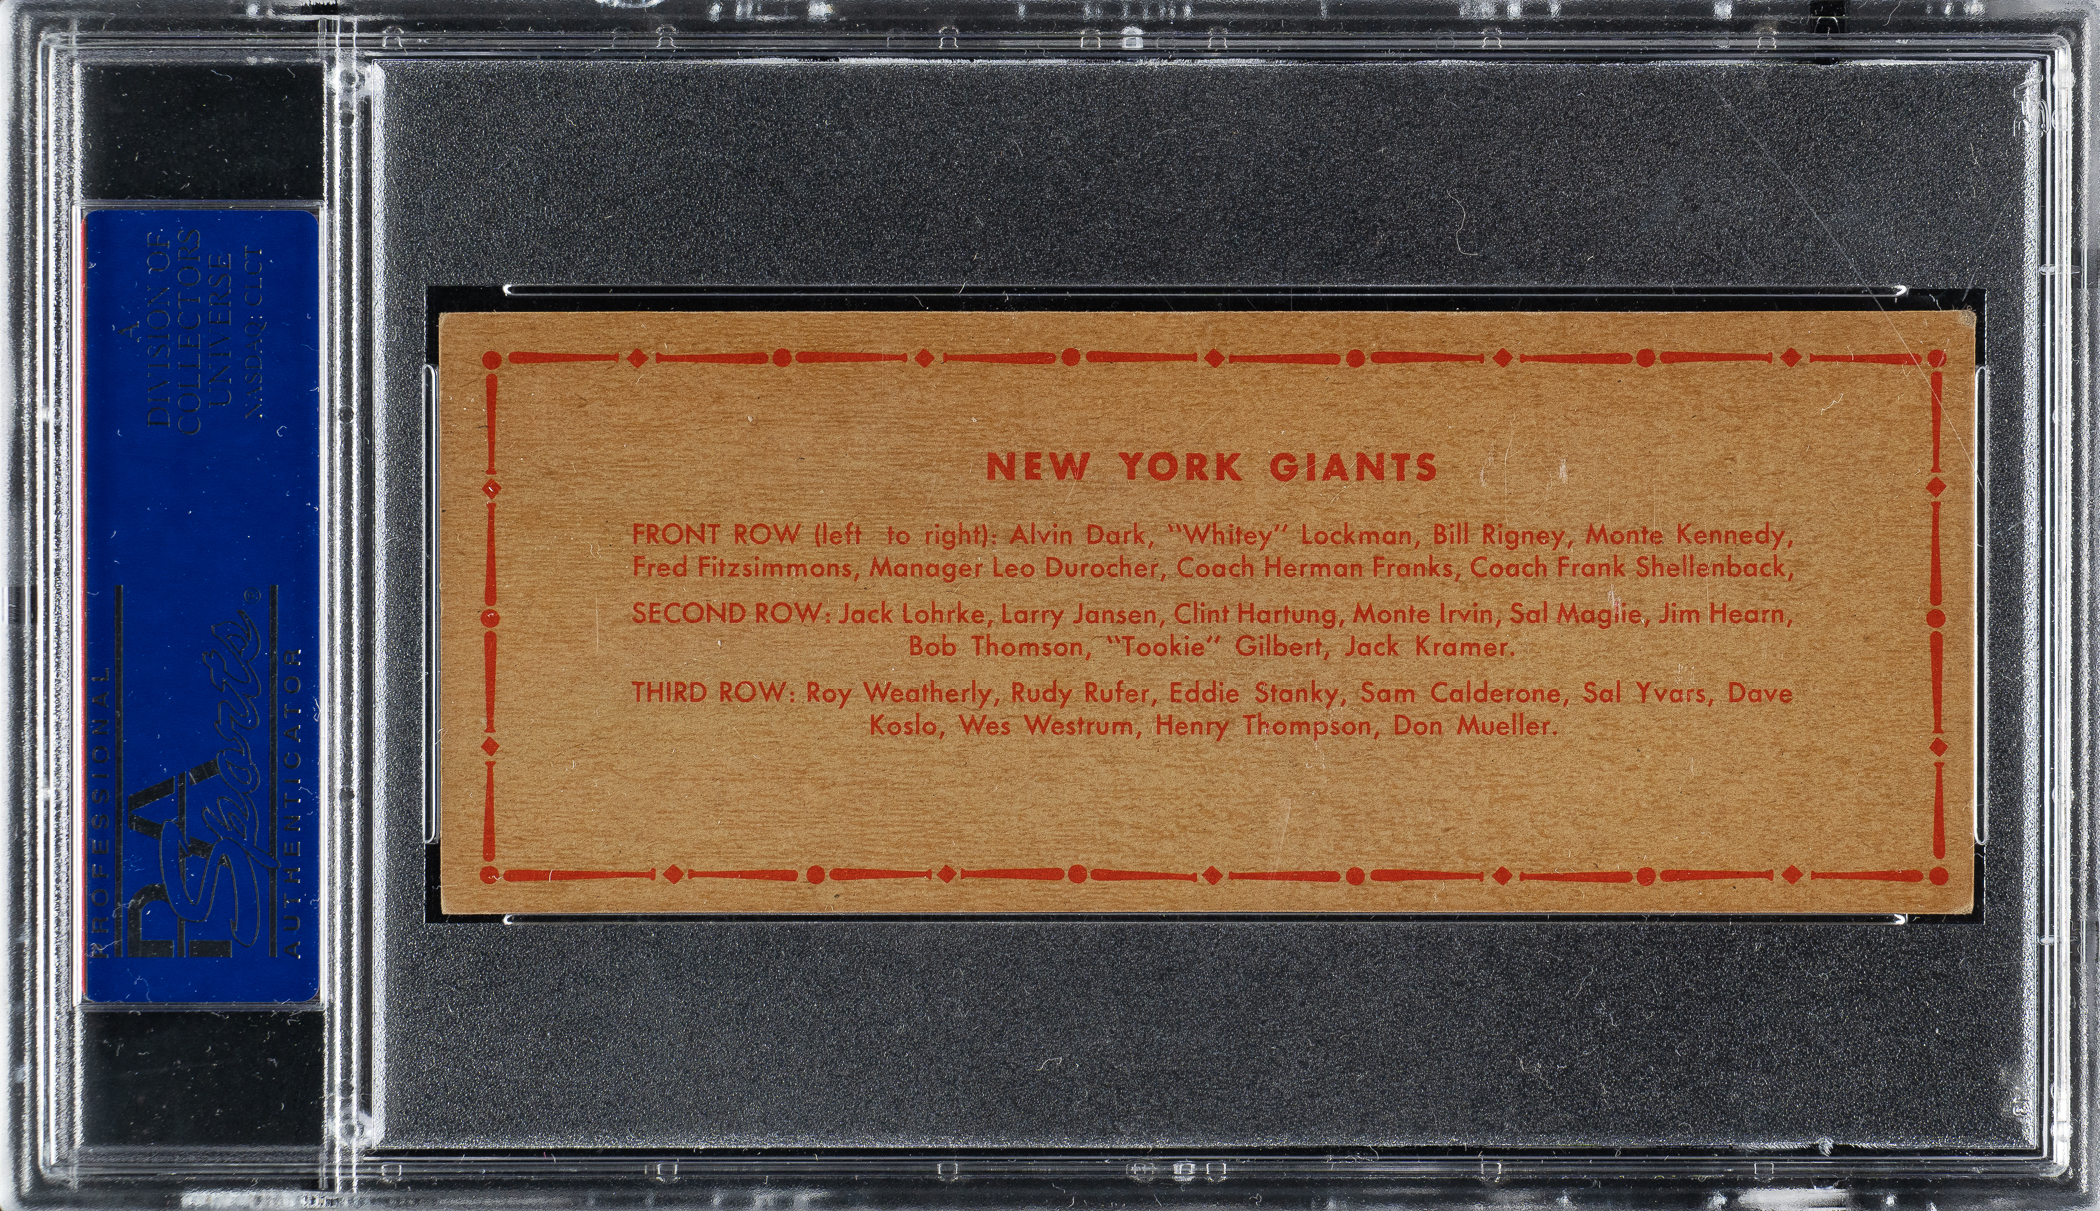 NEW YORK GIANTS
FRONT ROW (left to right): Alvin Dark, "Whitey" Lockman, Bill Rigney, Monte Kennedy,
Fred Fitzsimmons, Manager Leo Durocher, Coach Herman Franks, Coach Frank Shellenback,
SECOND ROW: Jack Lohrke, Larry Jansen, Clint Hartung, Monte Irvin, Sal Maglie, Jim Hearn,
Bob Thomson, "Tookie" Gilbert, Jack Kramer.
THIRD ROW: Roy Weatherly, Rudy Rufer, Eddie Stanky, Sam Calderone, Sal Yvars, Dave
Koslo, Wes Westrum, Henry Thompson, Don Mueller.
PROFESSIONAL
PSA
Sports®
AUTHENTICATOR
A
DIVISION OF
COLLECTORS
UNIVERSE
NASDAQ: CLCT